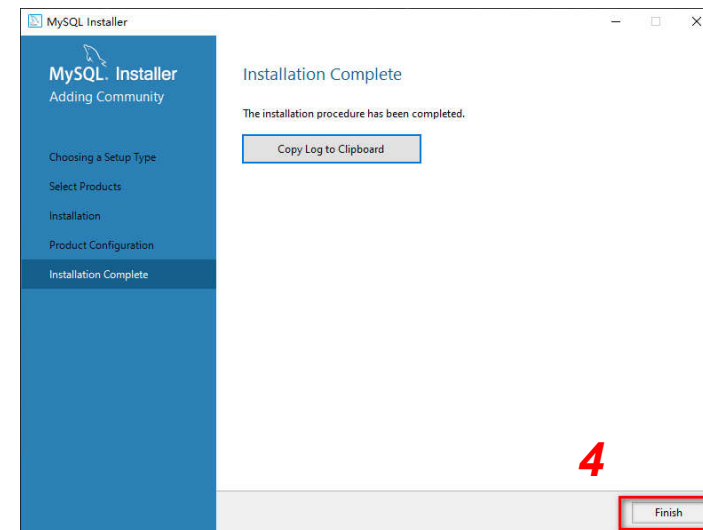 MySQL Installer
MySQL. Installer
Adding Community
Choosing a Setup Type
Select Products
Installation
Product Configuration
Installation Complete
Installation Complete
The installation procedure has been completed.
Copy Log to Clipboard
4
Finish